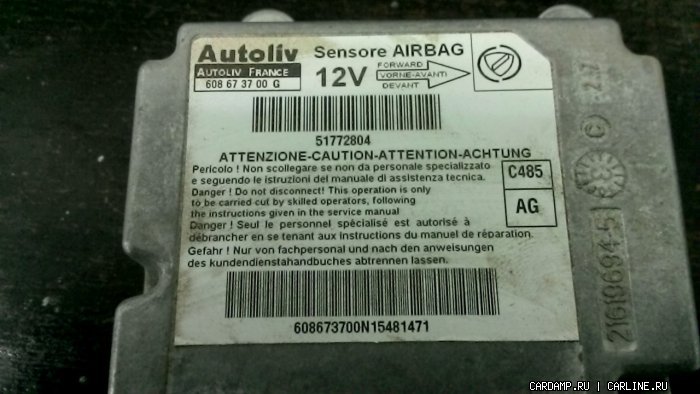 Autoliv
AUTOLIV FRANCE
608 67 37 00 G
Sensore AIRBAG
12V
FORWARD
VORNE-AVANTI
DEVANT
51772804
ATTENZIONE-CAUTION-ATTENTION-ACHTUNG
Pericolo ! Non scollegare se non da personale specializzato
e seguendo le istruzioni del manuale di assistenza tecnica.
Danger ! Do not disconnect! This operation is only
to be carried cut by skilled operators, following
the instructions given in the service manual
Danger ! Seul le personnel spécialisé est autorisé à
débrancher en se tenant aux instructions du manuel de réparation.
Gefahr ! Nur von fachpersonal und nach den anweisungen
des kundendienstahandbuches abtrennen lassen.
C485
AG
608673700N15481471
21619694-51
CARDAMP.RU | CARLINE.RU